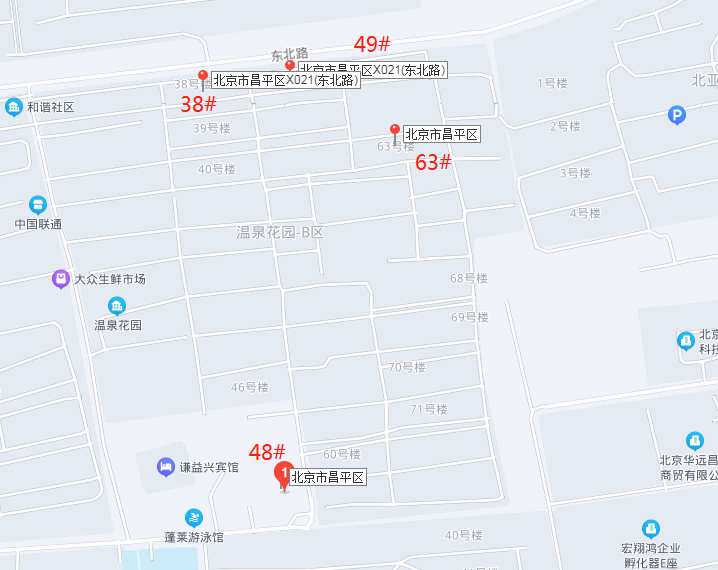 49#
东北路
北京市昌平区X021(东北路)
38号楼
北京市昌平区X021(东北路)
1号楼
北亚
38#
和谐社区
39号楼
北京市昌平区
2号楼
63号楼
63#
40号楼
3号楼
4号楼
中国联通
温泉花园-B区
大众生鲜市场
68号楼
温泉花园
69号楼
北京
科技
70号楼
46号楼
71号楼
48#
60号楼
谦益兴宾馆
1
北京市昌平区
北京华远昌
商贸有限公
P
蓬莱游泳馆
40号楼
宏翔鸿企业
孵化器E座